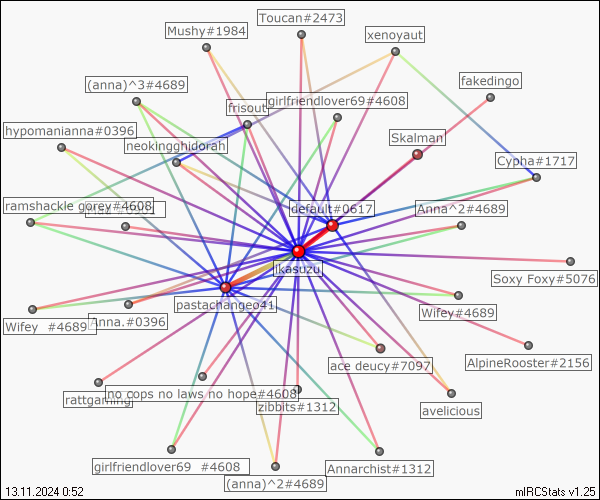 Toucan#2473
Mushy#1984
xenoyaut
(anna)^3#4689
fakedingo
frisout
girlfriendlover69#4608
hypomanianna#0396
neokingghidorah
Skalman
Cypha#1717
ramshackle gorey#4608
default#0617
Anna^2#4689
jkasuzu
Soxy Foxy#5076
pastachangeo41
Wifey #4689
Anna.#0396
Wifey#4689
ace deucy#7097
AlpineRooster#2156
rattgaming
no cops no laws no hope#4608
zibbits#1312
avelicious
girlfriendlover69 #4608
(anna)^2#4689
Annarchist#1312
13.11.2024 0:52
mIRCStats v1.25